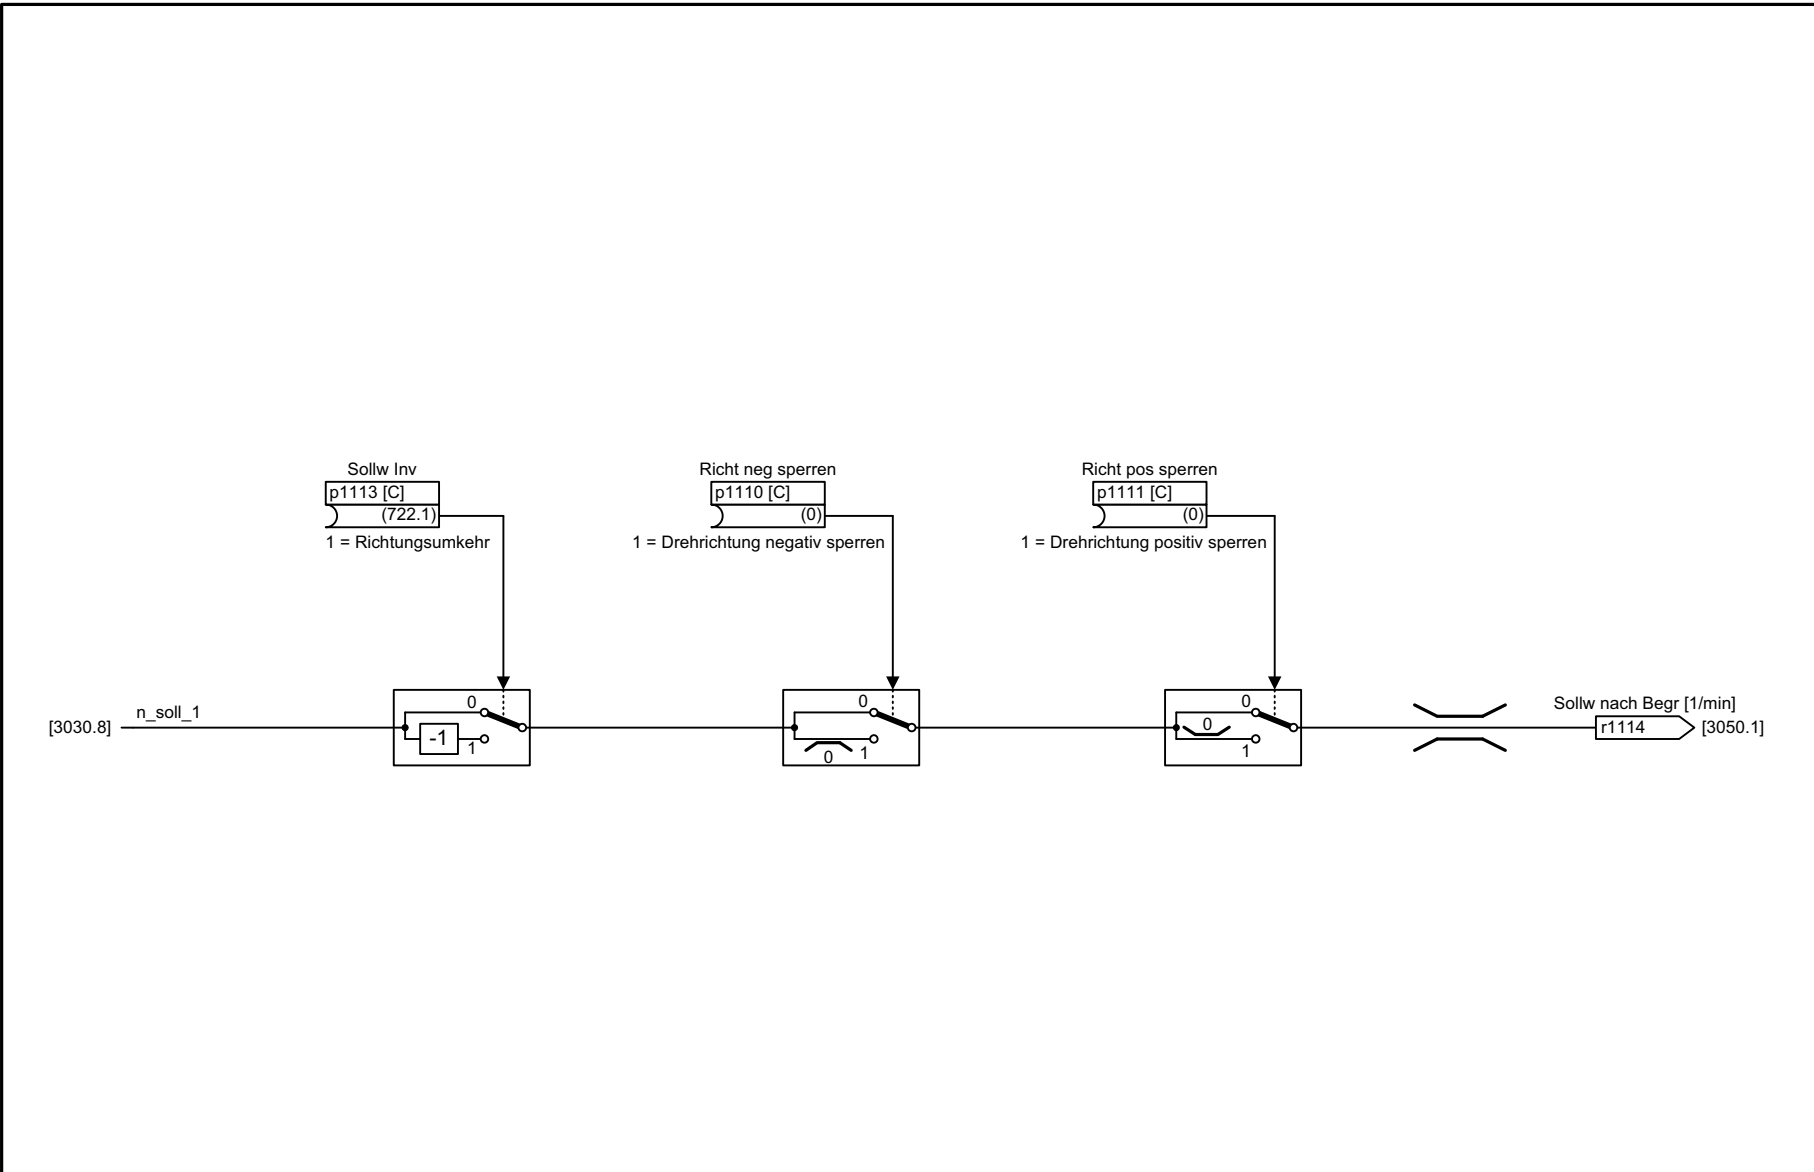 Sollw Inv
p1113 [C]
(722.1)
1 = Richtungsumkehr
Richt neg sperren
p1110 [C]
(0)
1 = Drehrichtung negativ sperren
Richt pos sperren
p1111 [C]
(0)
1 = Drehrichtung positiv sperren
[3030.8]
n_soll_1
0
-1
1
0
0
1
0
0
1
Sollw nach Begr [1/min]
r1114
[3050.1]